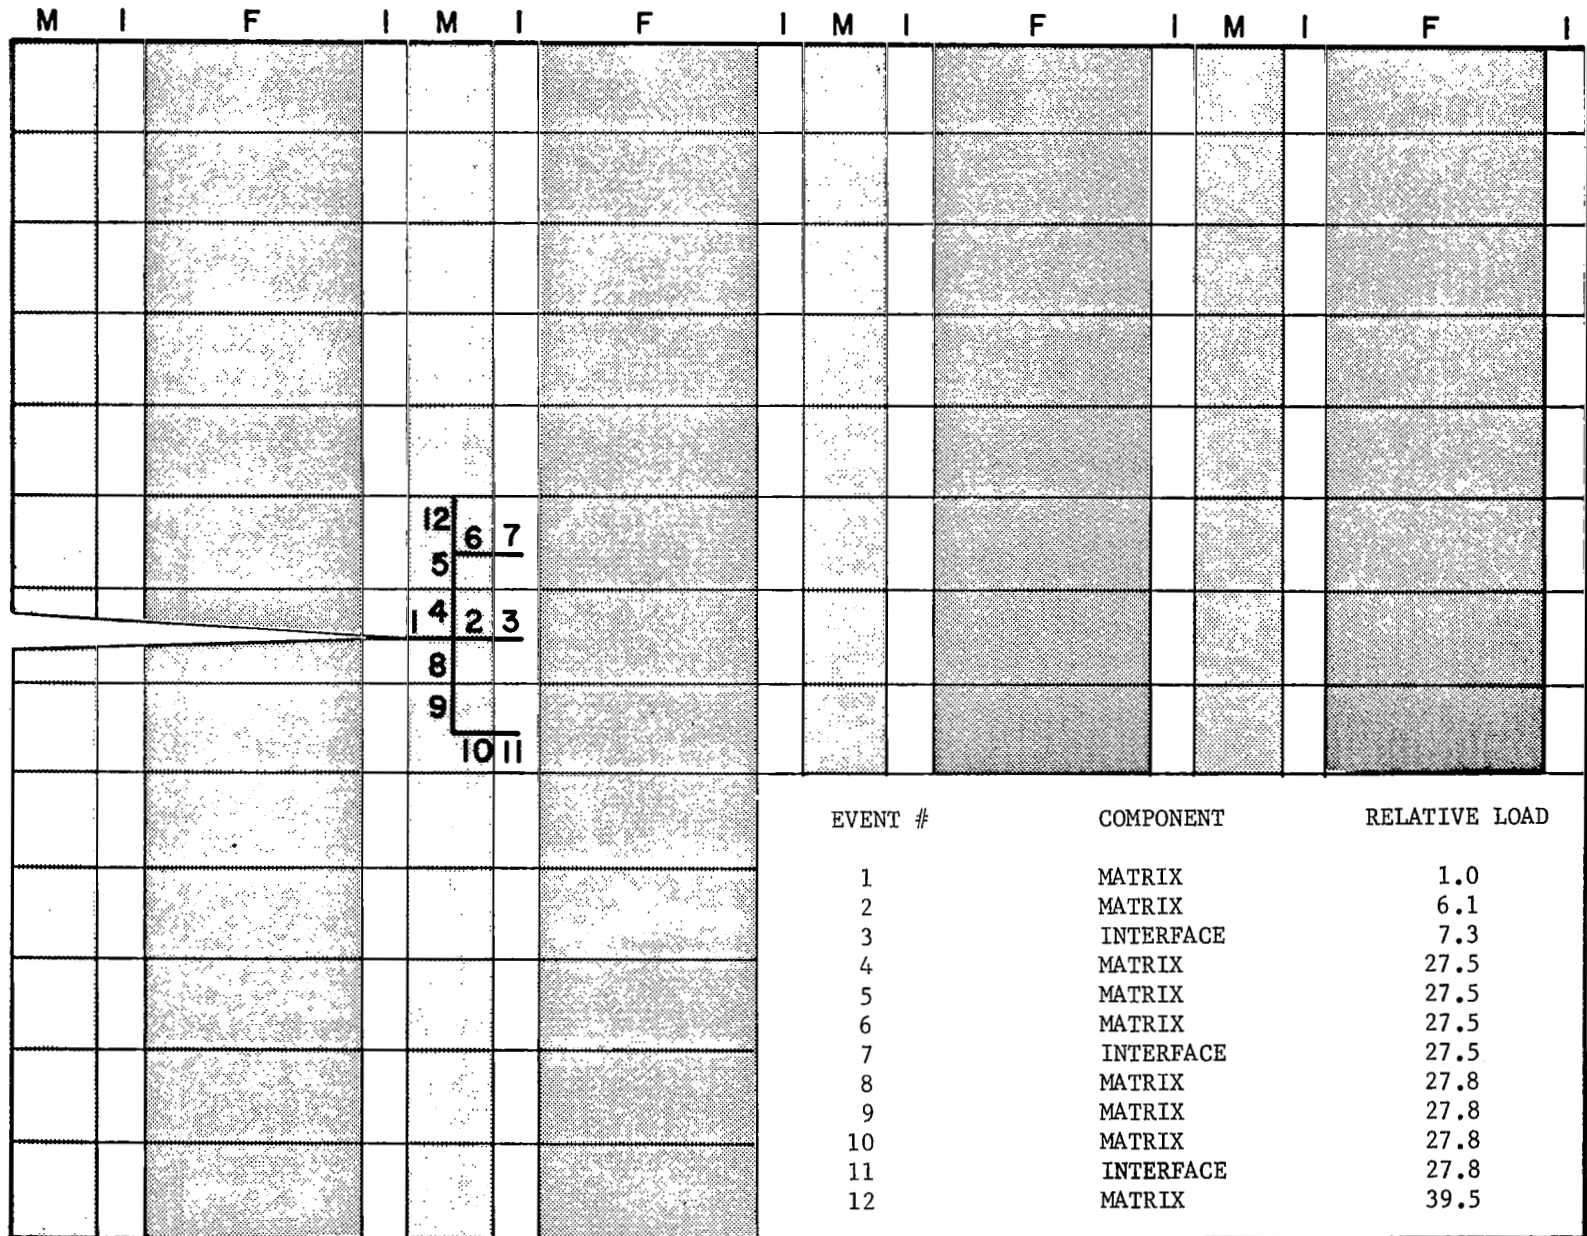 M I F I M I F I M I F I M I F I
12 6 7
5
1 4 2 3
8
9
10 11
EVENT # COMPONENT RELATIVE LOAD
1 MATRIX 1.0
2 MATRIX 6.1
3 INTERFACE 7.3
4 MATRIX 27.5
5 MATRIX 27.5
6 MATRIX 27.5
7 INTERFACE 27.5
8 MATRIX 27.8
9 MATRIX 27.8
10 MATRIX 27.8
11 INTERFACE 27.8
12 MATRIX 39.5